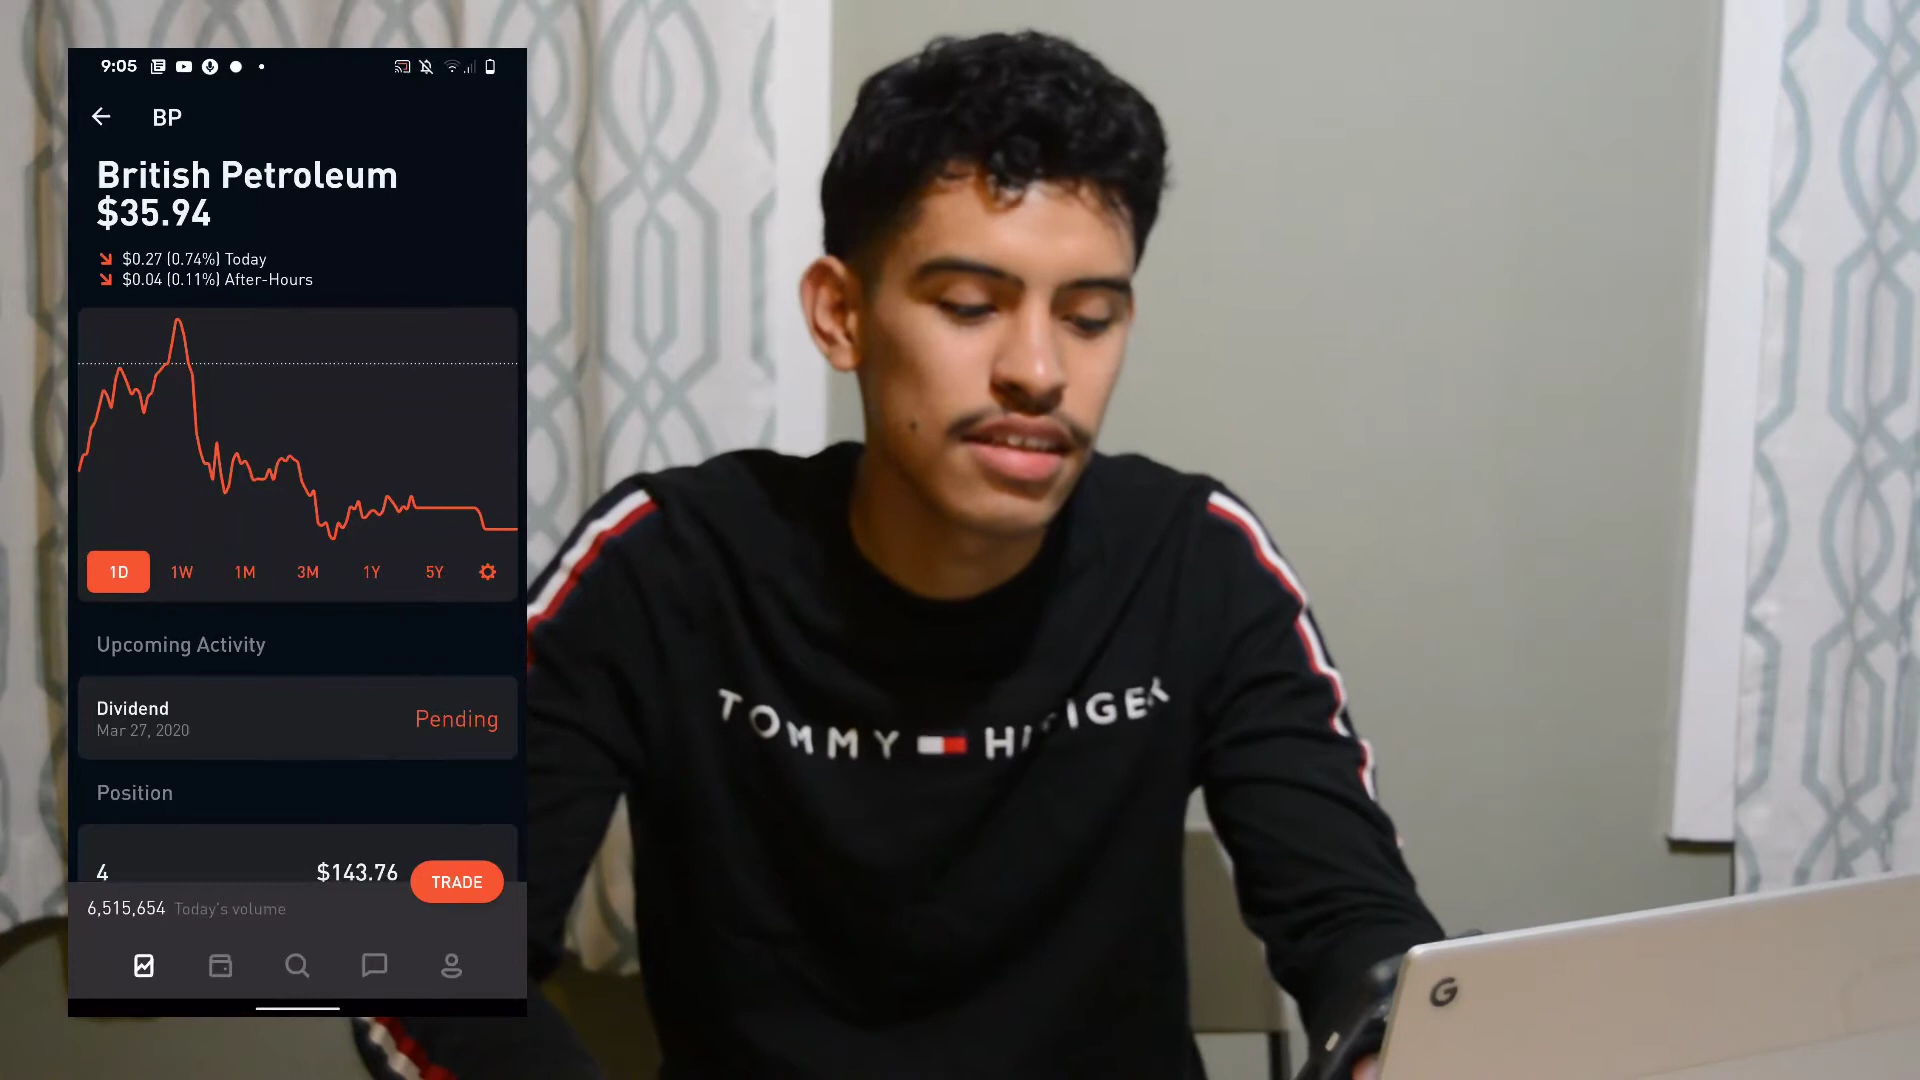 9:05
BP
British Petroleum
$35.94
$0.27 (0.74%) Today
$0.04 (0.11%) After-Hours
1D 1W 1M 3M 1Y 5Y
Upcoming Activity
Dividend
Mar 27, 2020
Pending
Position
4 $143.76
TRADE
6,515,654 Today's volume
TOMMY HILFIGER
G